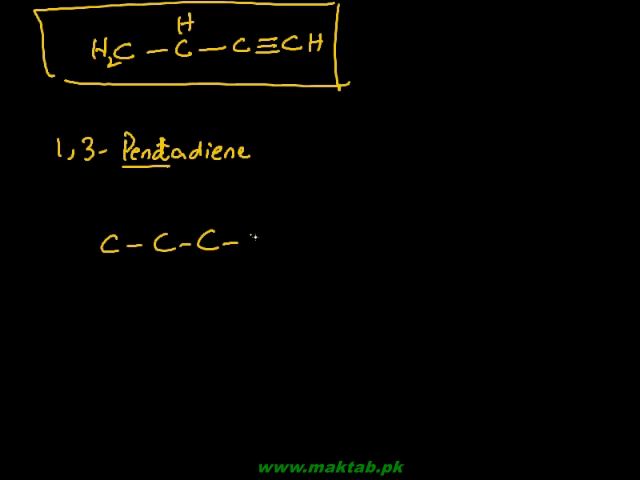 H
H₂C — C — C ≡ CH
1,3- Pentadiene
C - C - C -
www.maktab.pk